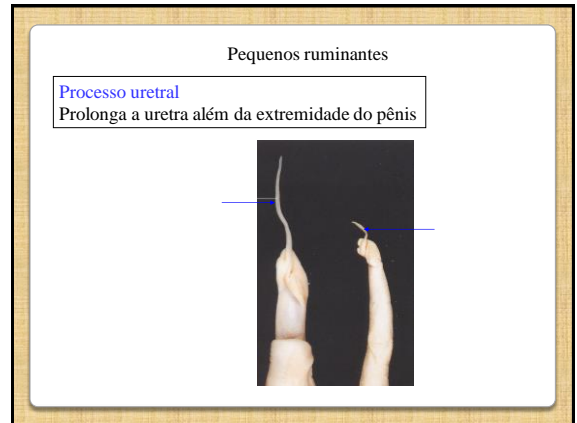 Pequenos ruminantes
Processo uretral
Prolonga a uretra além da extremidade do pênis